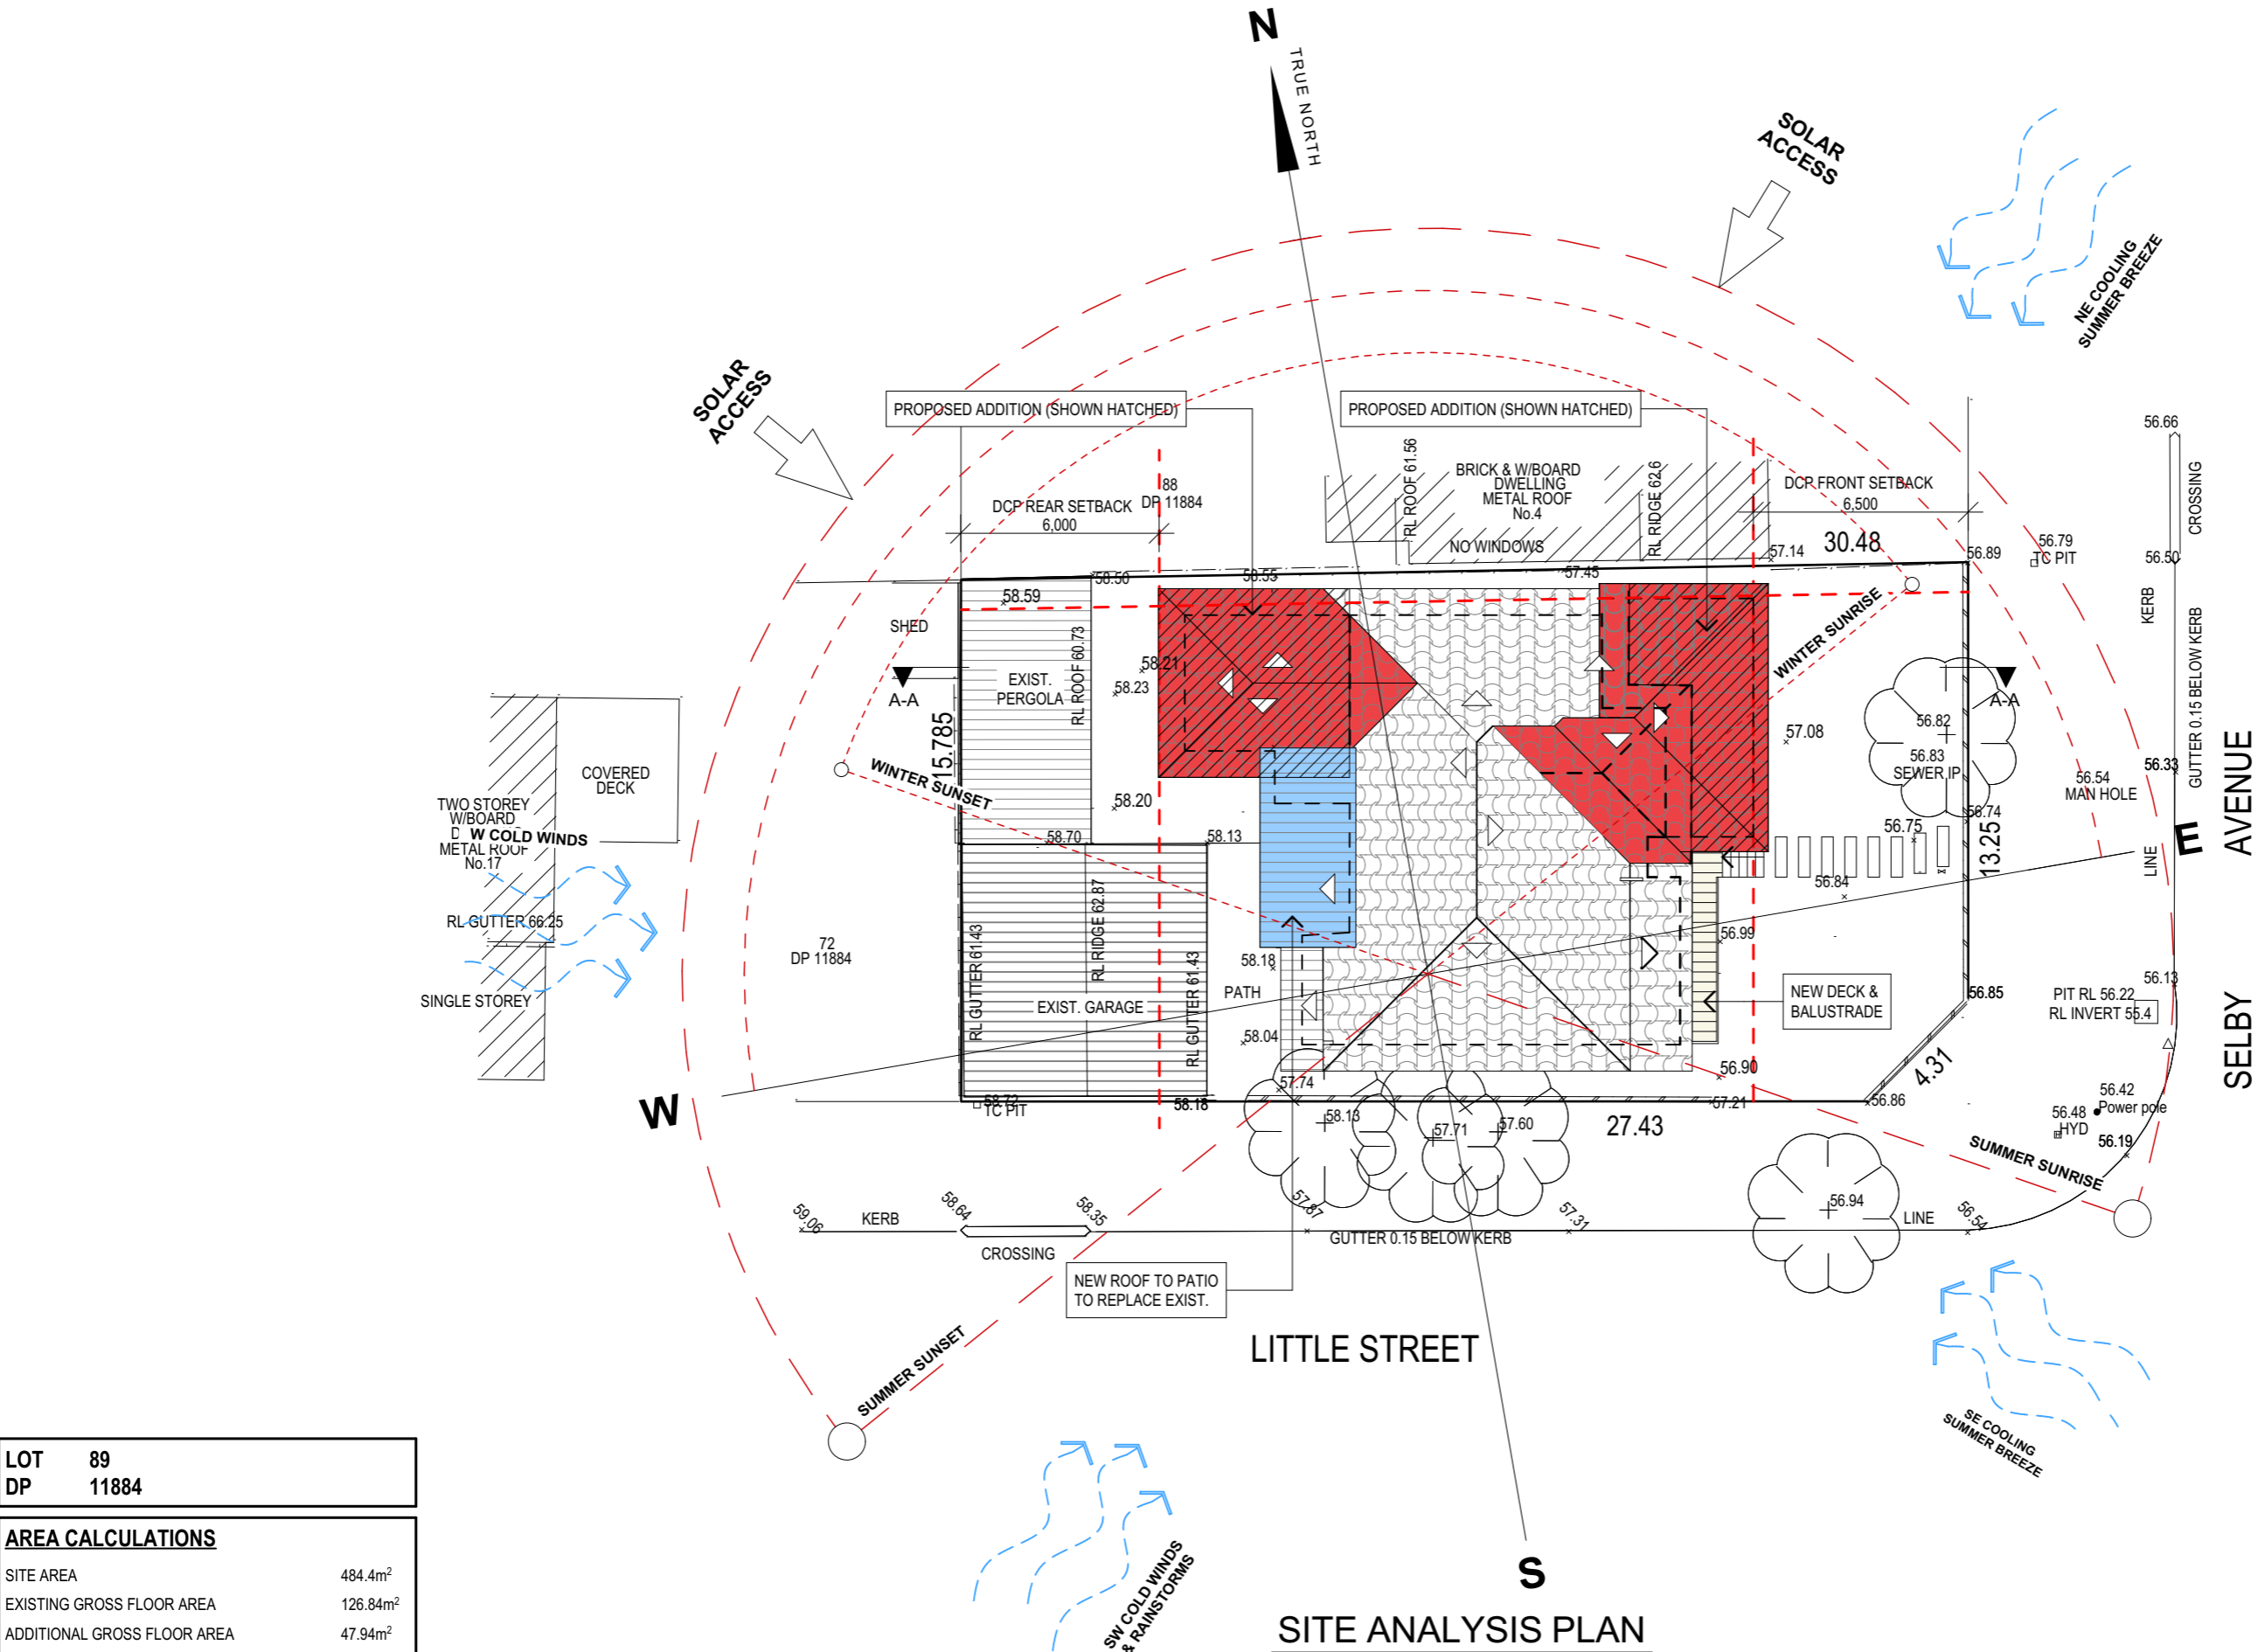 N
TRUE NORTH
SOLAR
ACCESS
NE COOLING
SUMMER BREEZE
SOLAR
ACCESS
PROPOSED ADDITION (SHOWN HATCHED)
PROPOSED ADDITION (SHOWN HATCHED)
88
DP 11884
DCP REAR SETBACK
6,000
RL ROOF 61.56
BRICK & W/BOARD
DWELLING
METAL ROOF
No.4
NO WINDOWS
RL RIDGE 62.6
DCP FRONT SETBACK
6,500
30.48
56.66
CROSSING
56.79
TC PIT
56.50
KERB
GUTTER 0.15 BELOW KERB
58.50
58.55
57.45
57.14
56.89
58.59
SHED
A-A
EXIST.
PERGOLA
RL ROOF 60.73
58.21
58.23
58.20
15.785
WINTER SUNSET
WINTER SUNRISE
57.08
56.82
56.83
SEWER IP
A-A
56.54
MAN HOLE
56.33
56.74
56.75
13.25
56.84
E
LINE
SELBY AVENUE
COVERED
DECK
TWO STOREY
W/BOARD
W COLD WINDS
METAL ROOF
No.17
RL GUTTER 66.25
SINGLE STOREY
72
DP 11884
58.70
58.13
RL GUTTER 61.43
RL RIDGE 62.87
RL GUTTER 61.43
EXIST. GARAGE
58.18
PATH
58.04
56.99
NEW DECK &
BALUSTRADE
56.85
56.13
PIT RL 56.22
RL INVERT 55.4
4.31
56.90
57.74
W
58.72
TC PIT
58.18
58.13
57.71
57.60
27.43
57.21
56.86
56.42
Power pole
56.48
HYD
56.19
SUMMER SUNRISE
59.06
KERB
58.64
58.35
CROSSING
57.87
GUTTER 0.15 BELOW KERB
57.31
56.94
LINE
56.54
NEW ROOF TO PATIO
TO REPLACE EXIST.
LITTLE STREET
SUMMER SUNSET
SE COOLING
SUMMER BREEZE
SW COLD WINDS
& RAINSTORMS
S
SITE ANALYSIS PLAN
LOT 89
DP 11884
AREA CALCULATIONS
SITE AREA 484.4m²
EXISTING GROSS FLOOR AREA 126.84m²
ADDITIONAL GROSS FLOOR AREA 47.94m²